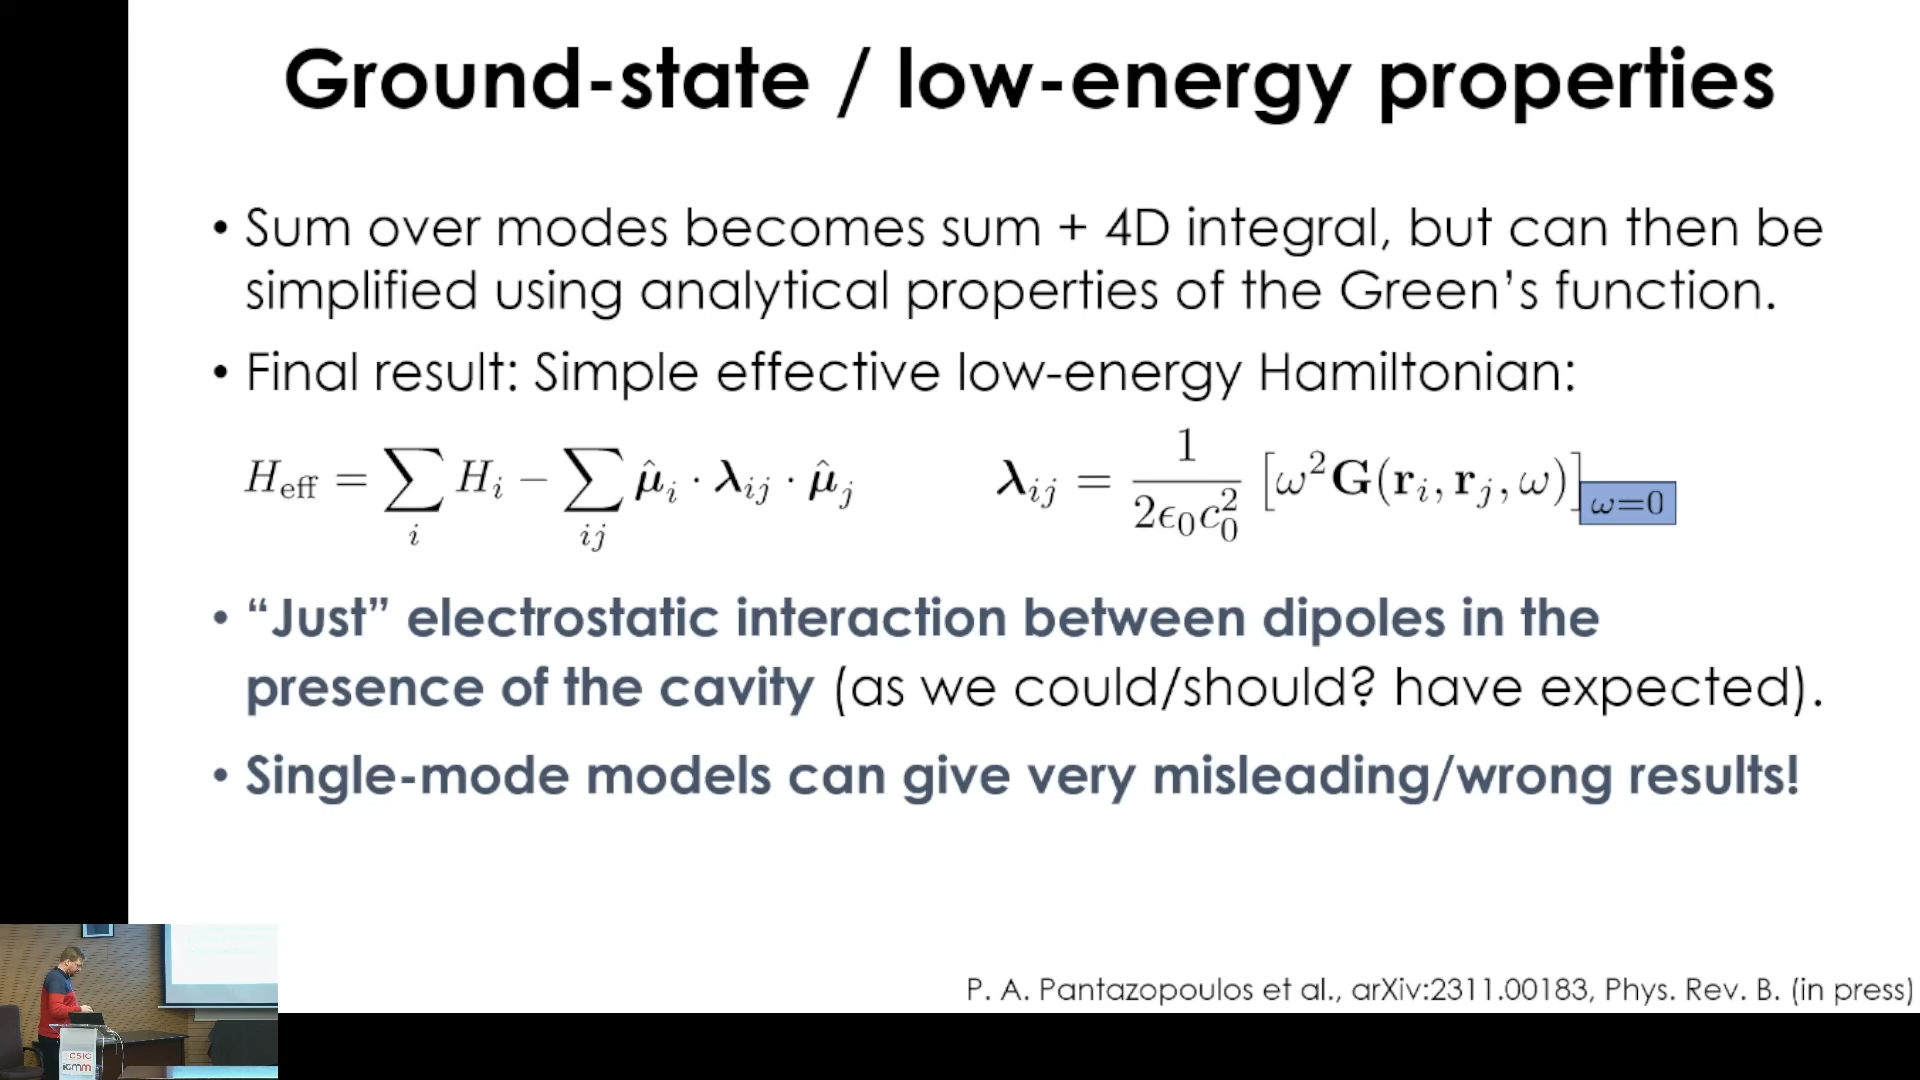 Ground-state / low-energy properties
• Sum over modes becomes sum + 4D integral, but can then be
simplified using analytical properties of the Green’s function.
• Final result: Simple effective low-energy Hamiltonian:
H_eff = ∑_i H_i − ∑_ij μ̂_i · λ_ij · μ̂_j
λ_ij = 1/(2ϵ₀c₀²) [ω²G(r_i, r_j, ω)]_ω=0
• “Just” electrostatic interaction between dipoles in the
presence of the cavity (as we could/should? have expected).
• Single-mode models can give very misleading/wrong results!
P. A. Pantazopoulos et al., arXiv:2311.00183, Phys. Rev. B. (in press)
CSIC
icmm